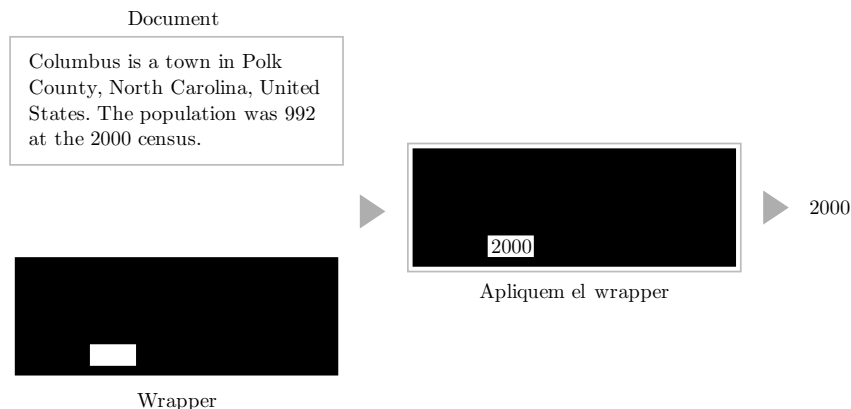 Document
Columbus is a town in Polk
County, North Carolina, United
States. The population was 992
at the 2000 census.
2000
Apliquem el wrapper
2000
Wrapper